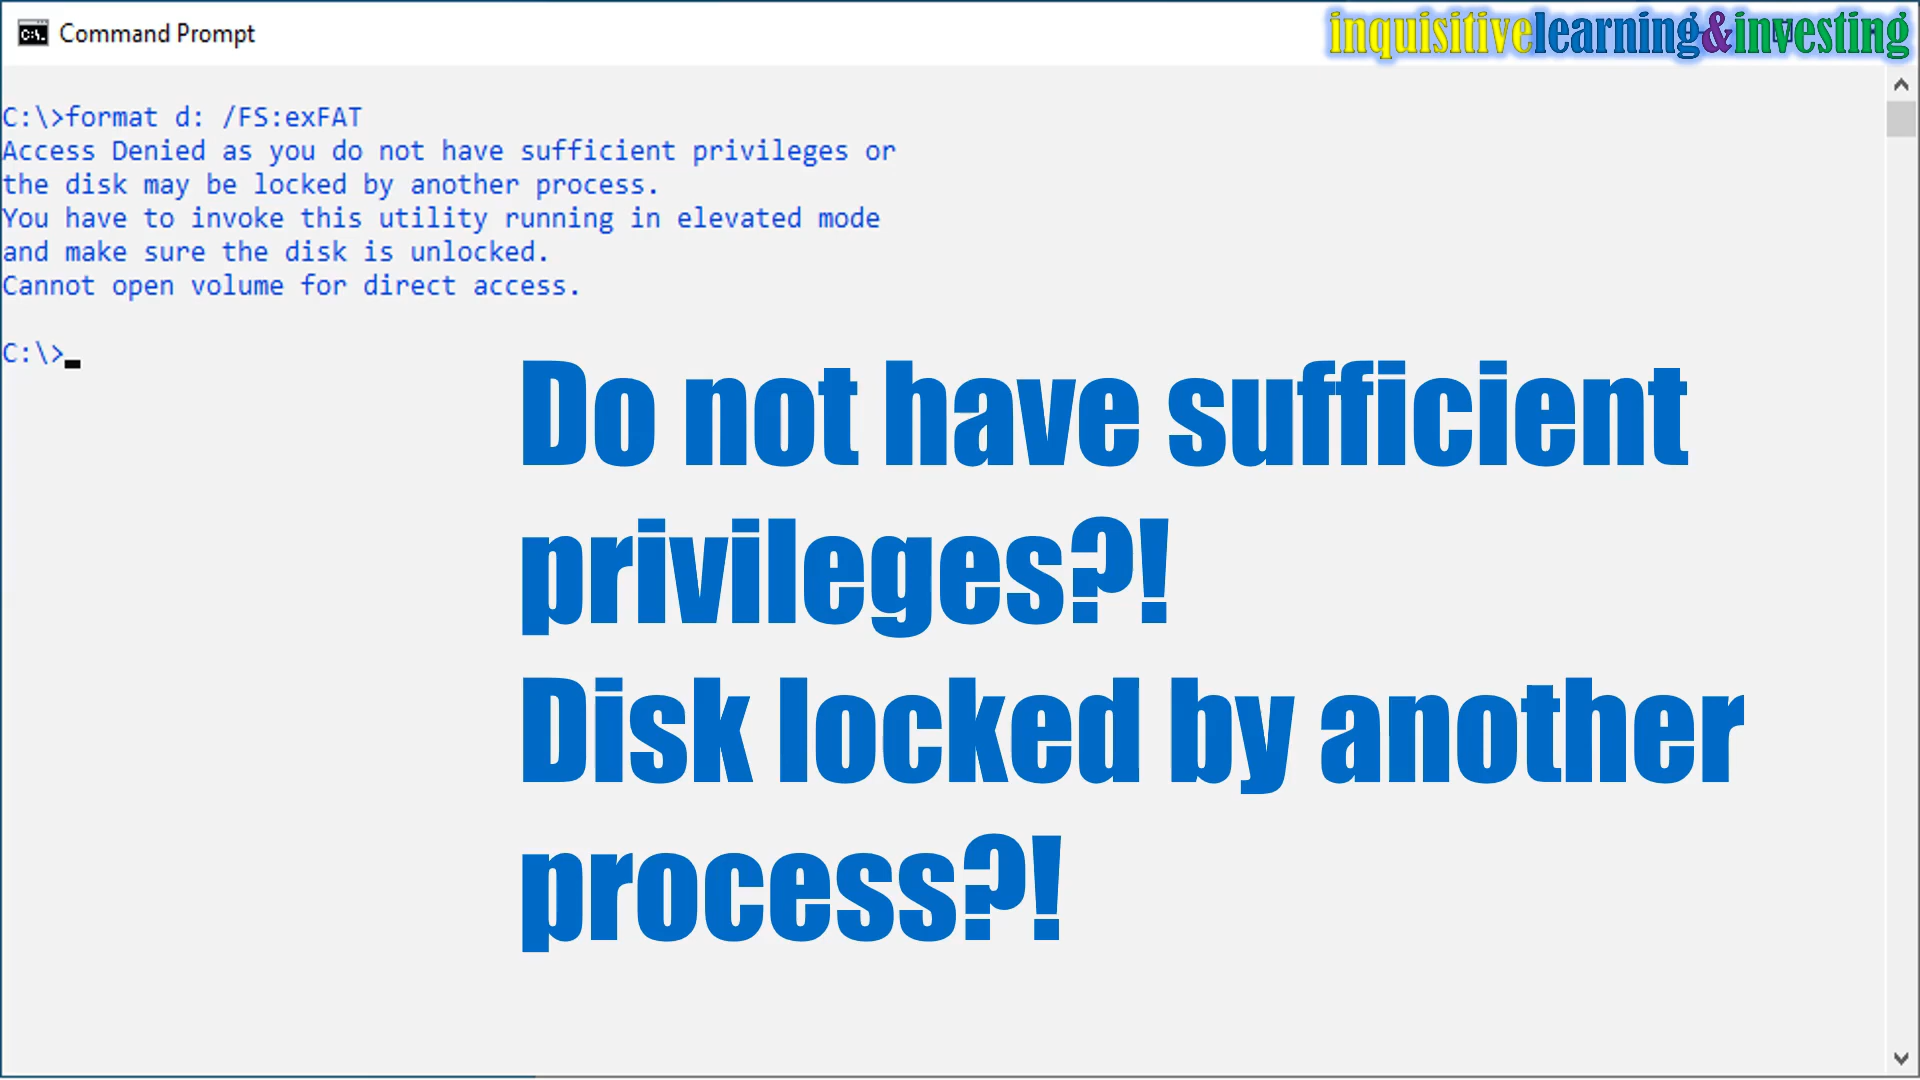 Command Prompt
inquisitivelearning&investing
C:\>format d: /FS:exFAT
Access Denied as you do not have sufficient privileges or
the disk may be locked by another process.
You have to invoke this utility running in elevated mode
and make sure the disk is unlocked.
Cannot open volume for direct access.
C:\>
Do not have sufficient
privileges?!
Disk locked by another
process?!